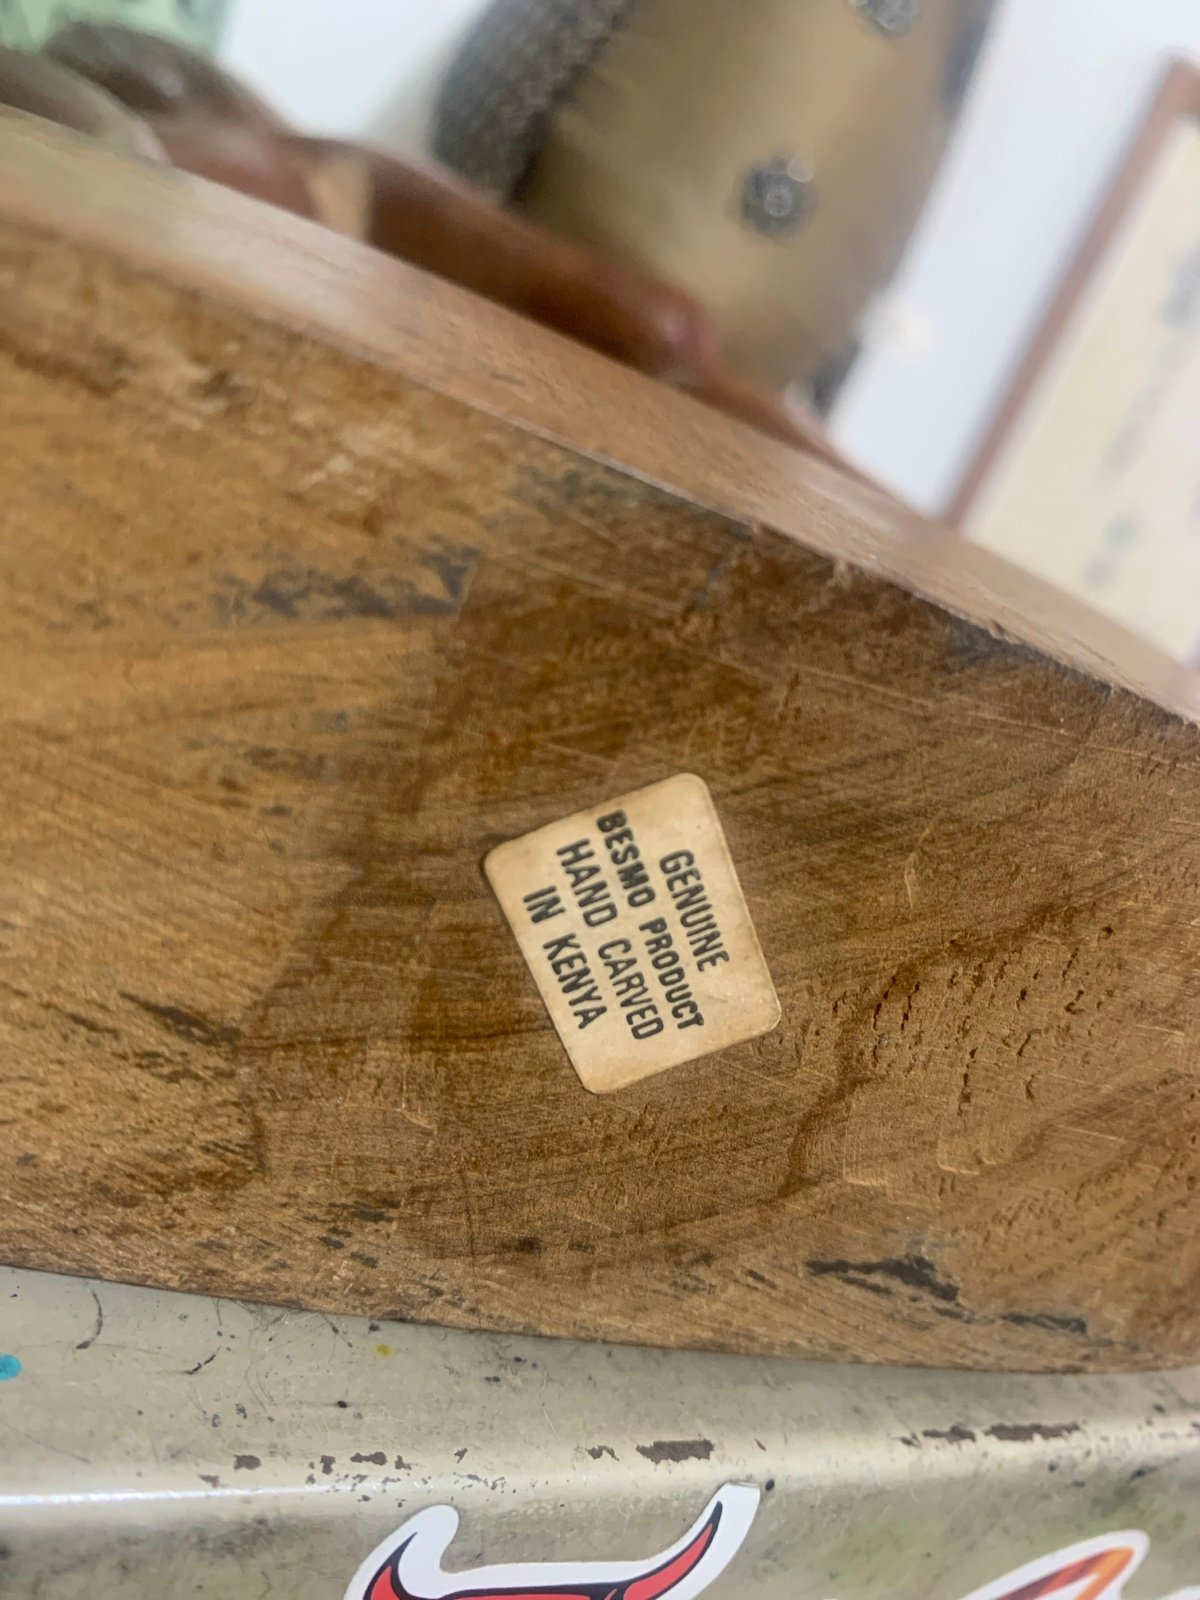 GENUINE
BESMO PRODUCT
HAND CARVED
IN KENYA